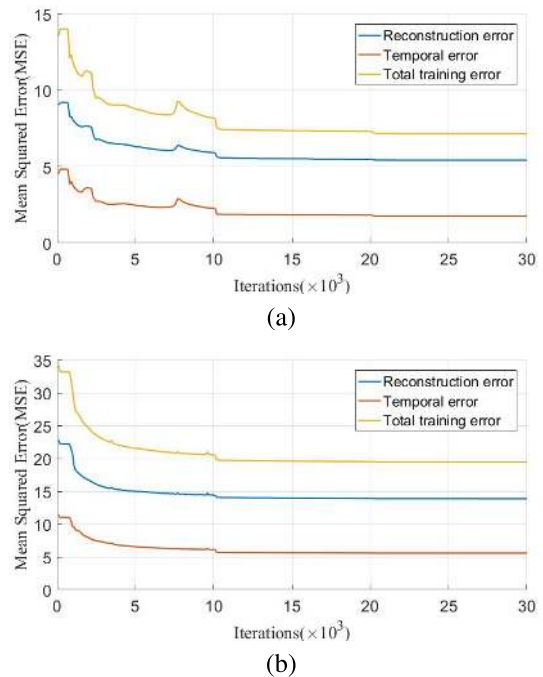 15
10
5
0
Mean Squared Error(MSE)
Reconstruction error
Temporal error
Total training error
0 5 10 15 20 25 30
Iterations(×10³)
(a)
35
30
25
20
15
10
5
0
Mean Squared Error(MSE)
Reconstruction error
Temporal error
Total training error
0 5 10 15 20 25 30
Iterations(×10³)
(b)